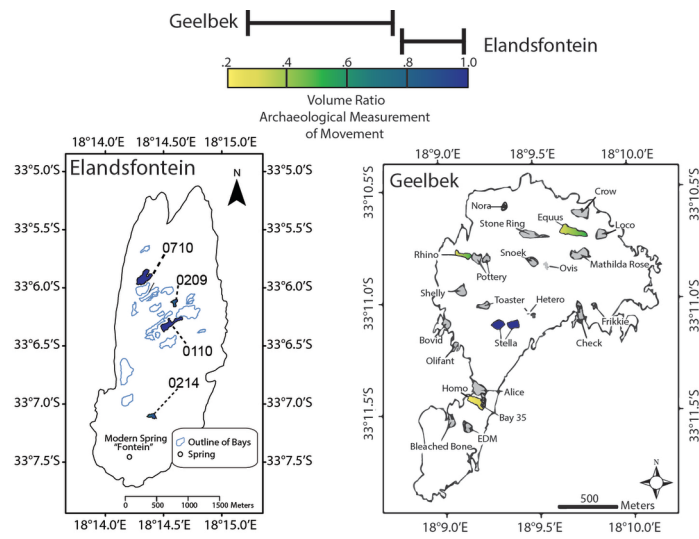 Geelbek
Elandsfontein
.2 .4 .6 .8 1.0
Volume Ratio
Archaeological Measurement
of Movement
18°14.0'E 18°14.5'E 18°15.0'E
Elandsfontein
N
33°5.0'S 33°5.0'S
33°5.5'S 33°5.5'S
0710
0209
33°6.0'S 33°6.0'S
33°6.5'S 33°6.5'S
0110
0214
33°7.0'S 33°7.0'S
Modern Spring
"Fontein"
Outline of Bays
Spring
33°7.5'S 33°7.5'S
0 500 1000 1500 Meters
18°14.0'E 18°14.5'E 18°15.0'E
18°9.0'E 18°9.5'E 18°10.0'E
Geelbek
33°10.5'S 33°10.5'S
Crow
Nora
Equus
Stone Ring
Loco
Rhino
Snoek
Pottery
Ovis
Mathilda Rose
Shelly
Toaster
Hetero
33°11.0'S 33°11.0'S
Frikkie
Bovid
Stella
Check
Olifant
Homo
Alice
33°11.5'S 33°11.5'S
Bay 35
EDM
Bleached Bone
N
500
Meters
18°9.0'E 18°9.5'E 18°10.0'E